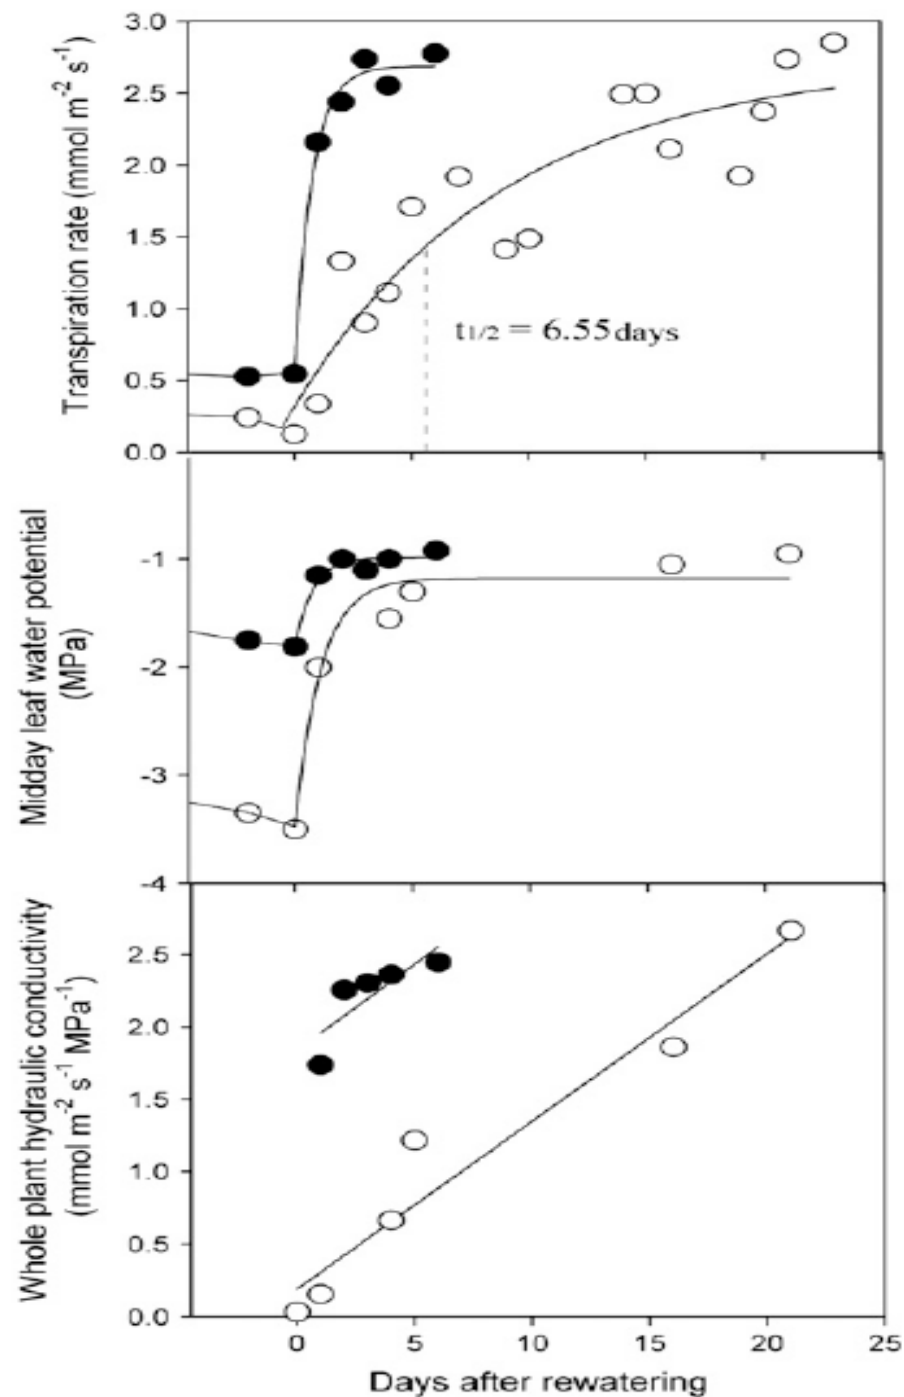 Transpiration rate (mmol m-2 s-1)
3.0
2.5
2.0
1.5
1.0
0.5
0.0
t1/2 = 6.55days
Midday leaf water potential
(MPa)
-1
-2
-3
-4
Whole plant hydraulic conductivity
(mmol m-2 s-1 MPa-1)
2.5
2.0
1.5
1.0
0.5
0.0
0 5 10 15 20 25
Days after rewatering